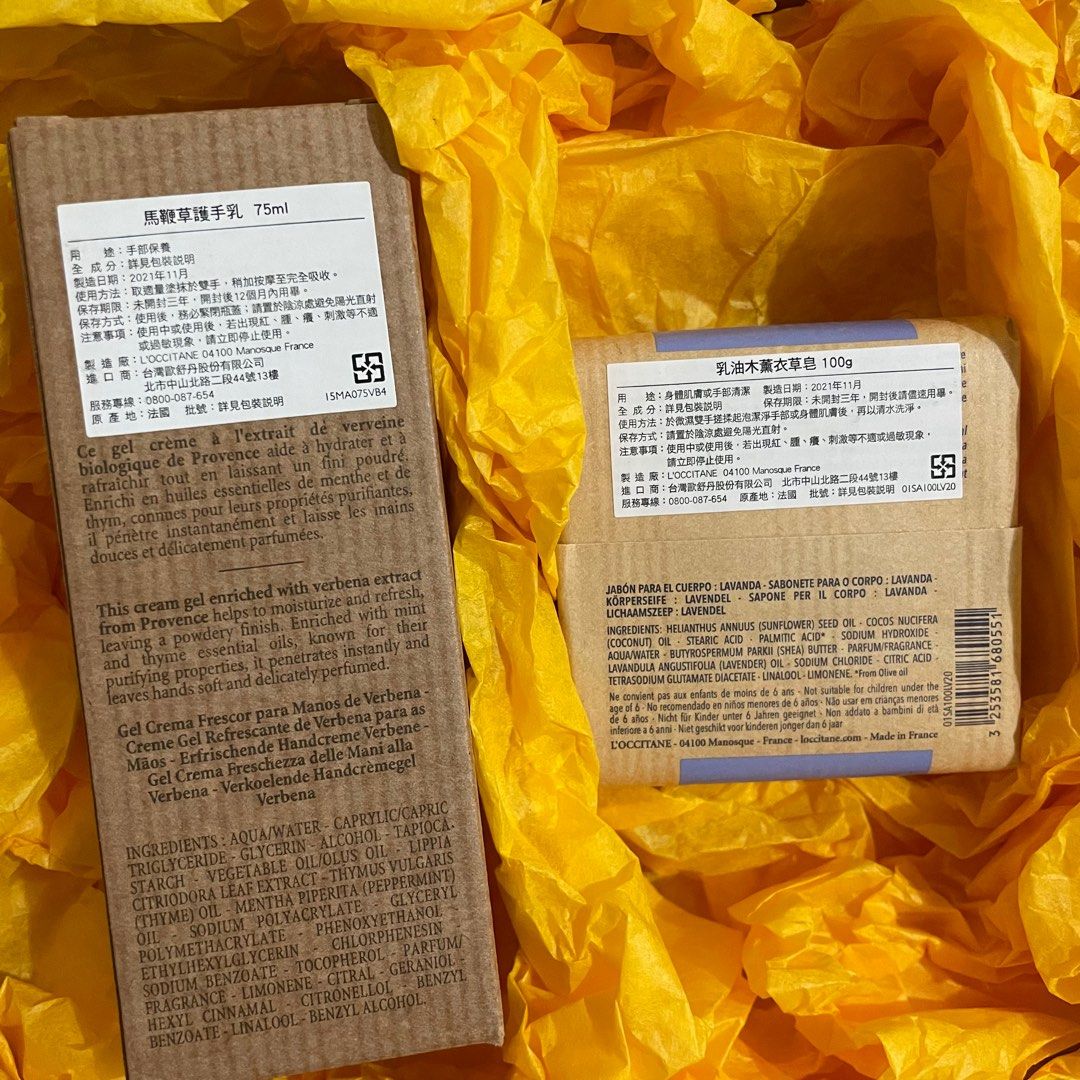 馬鞭草護手乳 75ml
用 途：手部保養
全 成 分：詳見包裝説明
製造日期：2021年11月
使用方法：取適量塗抹於雙手，稍加按摩至完全吸收。
保存期限：未開封三年，開封後12個月內用畢。
保存方式：使用後，務必緊閉瓶蓋；請置於陰涼處避免陽光直射
注意事項：使用中或使用後，若出現紅、腫、癢、刺激等不適
或過敏現象，請立即停止使用。
製 造 廠：L'OCCITANE 04100 Manosque France
進 口 商：台灣歐舒丹股份有限公司
北市中山北路二段44號13樓
服務專線：0800-087-654
原 產 地：法國 批號：詳見包裝說明
15MA075VB4
Ce gel crème à l'extrait de verveine
biologique de Provence aide à hydrater et à
rafraîchir tout en laissant un fini poudré.
Enrichi en huiles essentielles de menthe et de
thym, connues pour leurs propriétés purifiantes,
il pénètre instantanément et laisse les mains
douces et délicatement parfumées.
This cream gel enriched with verbena extract
from Provence helps to moisturize and refresh,
leaving a powdery finish. Enriched with mint
and thyme essential oils, known for their
purifying properties, it penetrates instantly and
leaves hands soft and delicately perfumed.
Gel Crema Frescor para Manos de Verbena -
Creme Gel Refrescante de Verbena para as
Mãos - Erfrischende Handcreme Verbene
Gel Crema Freschezza delle Mani alla
Verbena - Verkoelende Handcrèmegel
Verbena
INGREDIENTS : AQUA/WATER - CAPRYLIC/CAPRIC
TRIGLYCERIDE - GLYCERIN - ALCOHOL - TAPIOCA
STARCH - VEGETABLE OIL/OLUS OIL - LIPPIA
CITRIODORA LEAF EXTRACT - THYMUS VULGARIS
(THYME) OIL - MENTHA PIPERITA (PEPPERMINT)
OIL - SODIUM POLYACRYLATE - GLYCERYL
POLYMETHACRYLATE - PHENOXYETHANOL -
ETHYLHEXYLGLYCERIN - CHLORPHENESIN -
SODIUM BENZOATE - TOCOPHEROL - PARFUM/
FRAGRANCE - LIMONENE - CITRAL - GERANIOL -
HEXYL CINNAMAL - CITRONELLOL - BENZYL
BENZOATE - LINALOOL - BENZYL ALCOHOL.
乳油木薰衣草皂 100g
用 途：身體肌膚或手部清潔 製造日期：2021年11月
全 成 分：詳見包裝説明 保存期限：未開封三年，開封後請儘速用畢。
使用方法：於微濕雙手搓揉起泡潔淨手部或身體肌膚後，再以清水洗淨。
保存方式：請置於陰涼處避免陽光直射。
注意事項：使用中或使用後，若出現紅、腫、癢、刺激等不適或過敏現象，
請立即停止使用。
製 造 廠：L'OCCITANE 04100 Manosque France
進 口 商：台灣歐舒丹股份有限公司 北市中山北路二段44號13樓
服務專線：0800-087-654 原產地：法國 批號：詳見包裝說明 01SA100LV20
JABÓN PARA EL CUERPO : LAVANDA - SABONETE PARA O CORPO : LAVANDA -
KÖRPERSEIFE : LAVENDEL - SAPONE PER IL CORPO : LAVANDA -
LICHAAMSZEEP : LAVENDEL
INGREDIENTS: HELIANTHUS ANNUUS (SUNFLOWER) SEED OIL - COCOS NUCIFERA
(COCONUT) OIL - STEARIC ACID - PALMITIC ACID* - SODIUM HYDROXIDE -
AQUA/WATER - BUTYROSPERMUM PARKII (SHEA) BUTTER - PARFUM/FRAGRANCE -
LAVANDULA ANGUSTIFOLIA (LAVENDER) OIL - SODIUM CHLORIDE - CITRIC ACID -
TETRASODIUM GLUTAMATE DIACETATE - LINALOOL - LIMONENE. *From Olive oil
Ne convient pas aux enfants de moins de 6 ans - Not suitable for children under the
age of 6 - No recomendado en niños menores de 6 años - Não usar em crianças menores
de 6 años - Nicht für Kinder unter 6 Jahren geeignet - Non addato a bambini di età
inferiore a 6 anni - Niet geschikt voor kinderen jonger dan 6 jaar
L'OCCITANE - 04100 Manosque - France - loccitane.com - Made in France
01SA100LV20
3 253581 680551